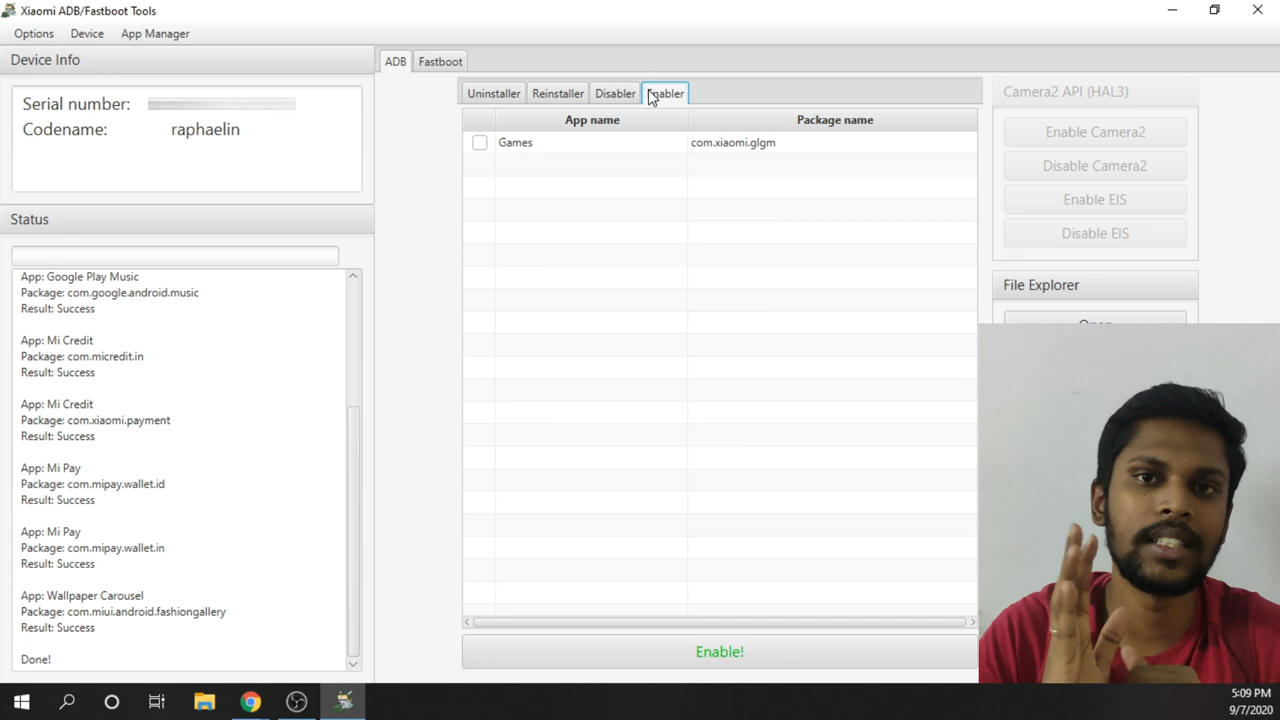 Xiaomi ADB/Fastboot Tools
Options Device App Manager
Device Info
Serial number:
Codename: raphaelin
Status
App: Google Play Music
Package: com.google.android.music
Result: Success
App: Mi Credit
Package: com.micredit.in
Result: Success
App: Mi Credit
Package: com.xiaomi.payment
Result: Success
App: Mi Pay
Package: com.mipay.wallet.id
Result: Success
App: Mi Pay
Package: com.mipay.wallet.in
Result: Success
App: Wallpaper Carousel
Package: com.miui.android.fashiongallery
Result: Success
Done!
ADB Fastboot
Uninstaller Reinstaller Disabler Enabler
App name Package name
Games com.xiaomi.glgm
Enable!
Camera2 API (HAL3)
Enable Camera2
Disable Camera2
Enable EIS
Disable EIS
File Explorer
Open
5:09 PM
9/7/2020